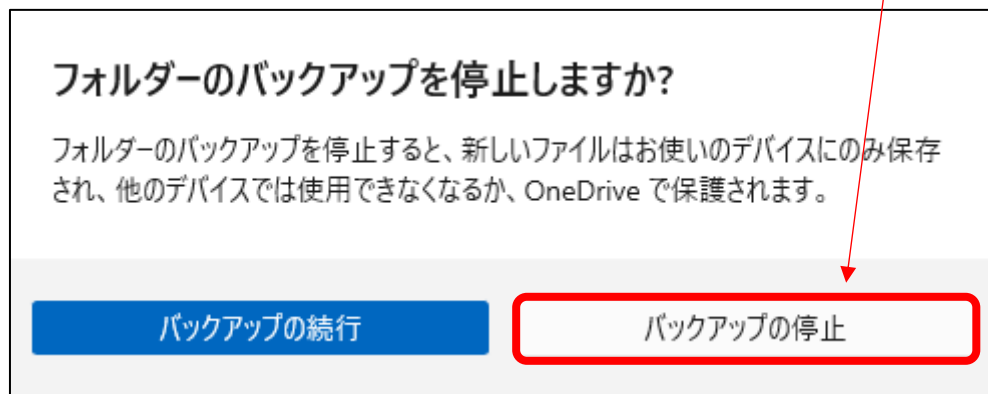 フォルダーのバックアップを停止しますか?
フォルダーのバックアップを停止すると、新しいファイルはお使いのデバイスにのみ保存
され、他のデバイスでは使用できなくなるか、OneDrive で保護されます。
バックアップの続行
バックアップの停止